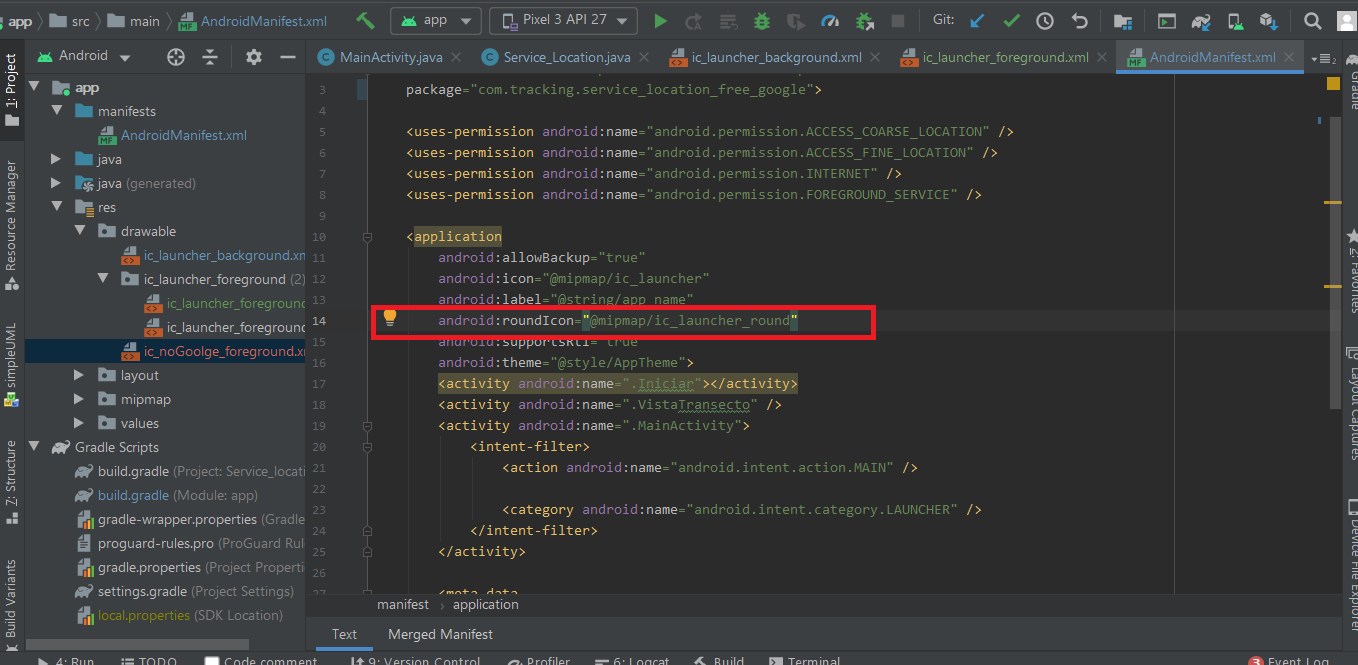 app src main AndroidManifest.xml app Pixel 3 API 27 Git:
1: Project
Resource Manager
simpleUML
Z: Structure
Build Variants
Android
app
manifests
AndroidManifest.xml
java
java (generated)
res
drawable
ic_launcher_background.xm
ic_launcher_foreground (2)
ic_launcher_foreground
ic_launcher_foreground
ic_noGoolge_foreground.x
layout
mipmap
values
Gradle Scripts
build.gradle (Project: Service_locati
build.gradle (Module: app)
gradle-wrapper.properties (Gradle
proguard-rules.pro (ProGuard Rul
gradle.properties (Project Properti
settings.gradle (Project Settings)
local.properties (SDK Location)
MainActivity.java Service_Location.java ic_launcher_background.xml ic_launcher_foreground.xml AndroidManifest.xml 2
3 package="com.tracking.service_location_free_google">
4
5 <uses-permission android:name="android.permission.ACCESS_COARSE_LOCATION" />
6 <uses-permission android:name="android.permission.ACCESS_FINE_LOCATION" />
7 <uses-permission android:name="android.permission.INTERNET" />
8 <uses-permission android:name="android.permission.FOREGROUND_SERVICE" />
9
10 <application
11 android:allowBackup="true"
12 android:icon="@mipmap/ic_launcher"
13 android:label="@string/app_name"
14 android:roundIcon="@mipmap/ic_launcher_round"
15 android:supportsRtl="true"
16 android:theme="@style/AppTheme">
17 <activity android:name=".Iniciar"></activity>
18 <activity android:name=".VistaTransecto" />
19 <activity android:name=".MainActivity">
20 <intent-filter>
21 <action android:name="android.intent.action.MAIN" />
22
23 <category android:name="android.intent.category.LAUNCHER" />
24 </intent-filter>
25 </activity>
26
27 <meta-data
manifest › application
Text Merged Manifest
Gradle
2: Favorites
Layout Captures
Device File Explorer
4: Run TODO Code comment 9: Version Control Profiler 6: Logcat Build Terminal 3 Event Log